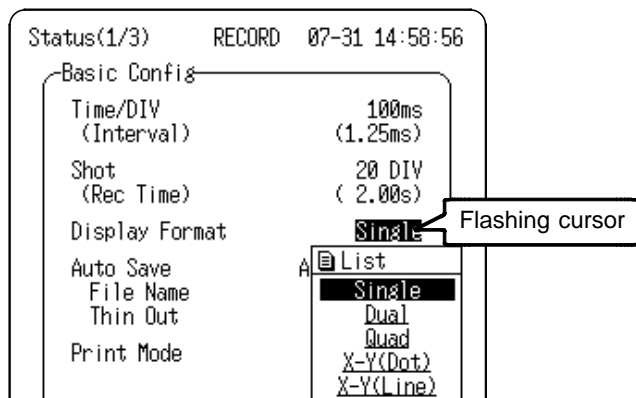 Status(1/3) RECORD 07-31 14:58:56
Basic Config
Time/DIV 100ms
(Interval) (1.25ms)
Shot 20 DIV
(Rec Time) ( 2.00s)
Display Format Single
Flashing cursor
Auto Save A
List
File Name Single
Thin Out Dual
Quad
Print Mode X-Y(Dot)
X-Y(Line)